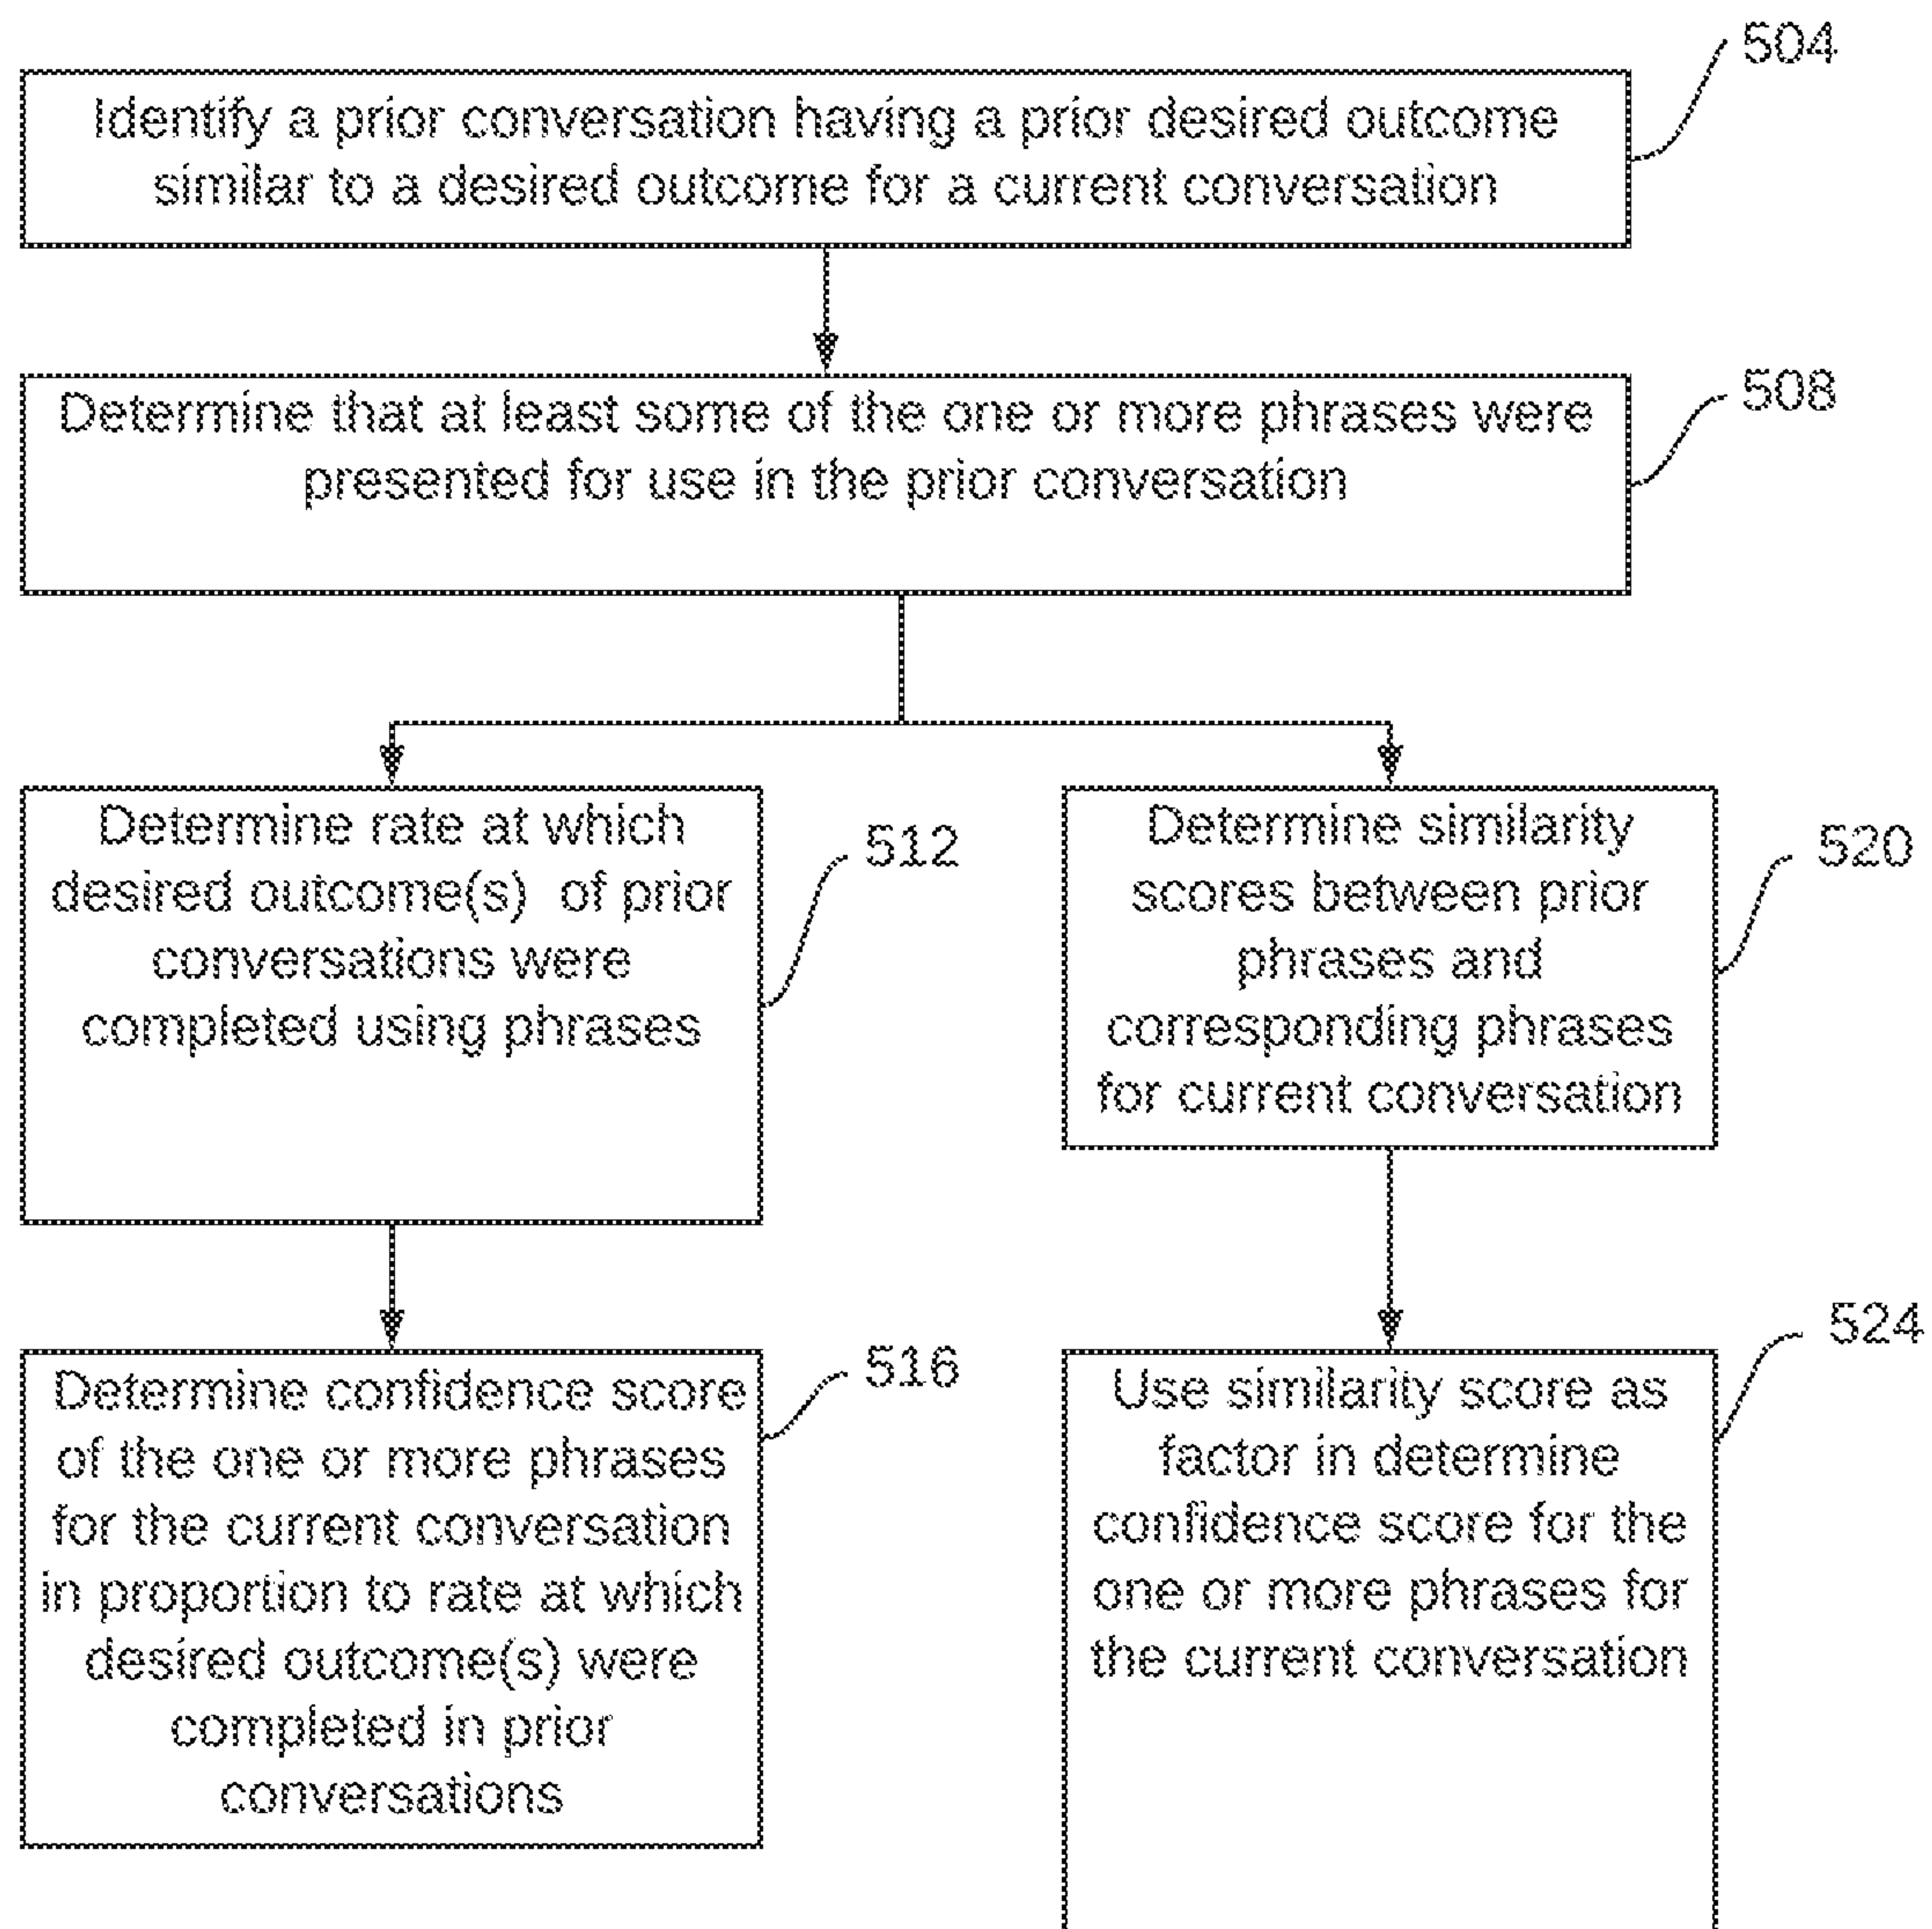 504
Identify a prior conversation having a prior desired outcome
similar to a desired outcome for a current conversation
508
Determine that at least some of the one or more phrases were
presented for use in the prior conversation
Determine rate at which
desired outcome(s) of prior
conversations were
completed using phrases
512
Determine similarity
scores between prior
phrases and
corresponding phrases
for current conversation
520
Determine confidence score
of the one or more phrases
for the current conversation
in proportion to rate at which
desired outcome(s) were
completed in prior
conversations
516
Use similarity score as
factor in determine
confidence score for the
one or more phrases for
the current conversation
524